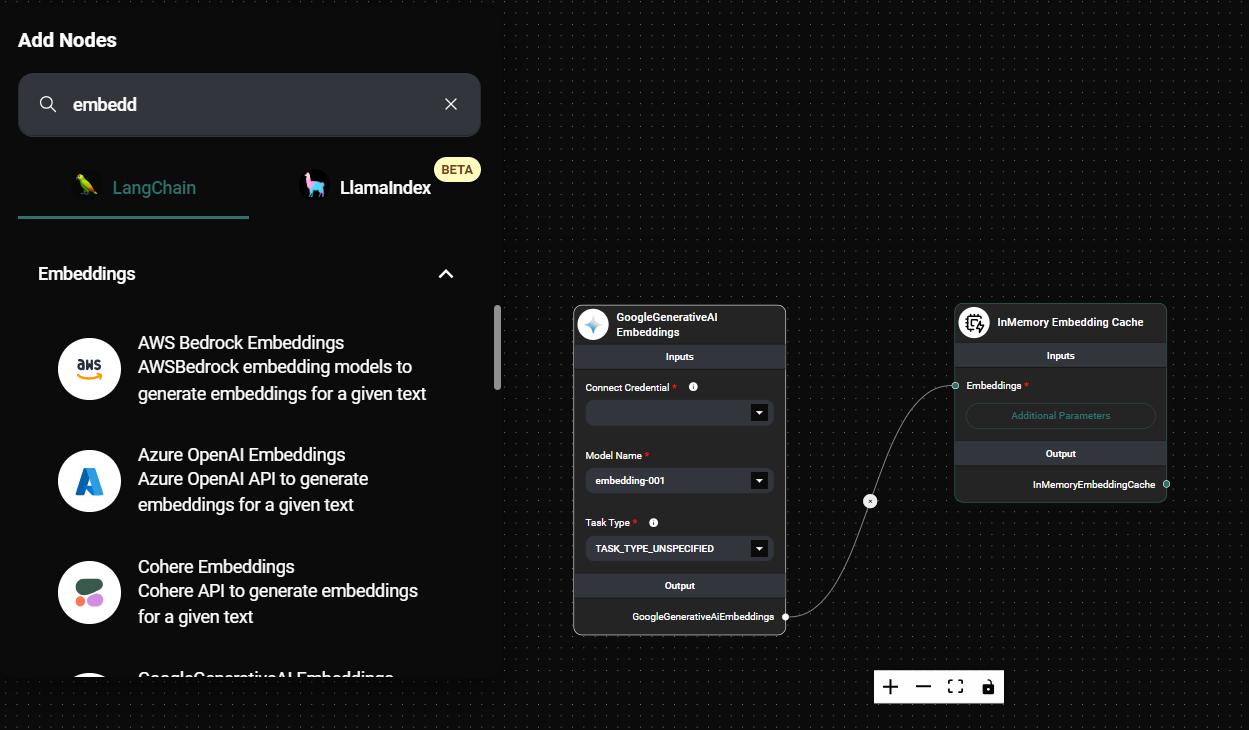 Add Nodes
embedd
LangChain
LlamaIndex
BETA
Embeddings
aws
AWS Bedrock Embeddings
AWSBedrock embedding models to
generate embeddings for a given text
Azure OpenAI Embeddings
Azure OpenAI API to generate
embeddings for a given text
Cohere Embeddings
Cohere API to generate embeddings
for a given text
GoogleGenerativeAI Embeddings
GoogleGenerativeAI
Embeddings
Inputs
Connect Credential *
Model Name *
embedding-001
Task Type *
TASK_TYPE_UNSPECIFIED
Output
GoogleGenerativeAiEmbeddings
InMemory Embedding Cache
Inputs
Embeddings *
Additional Parameters
Output
InMemoryEmbeddingCache